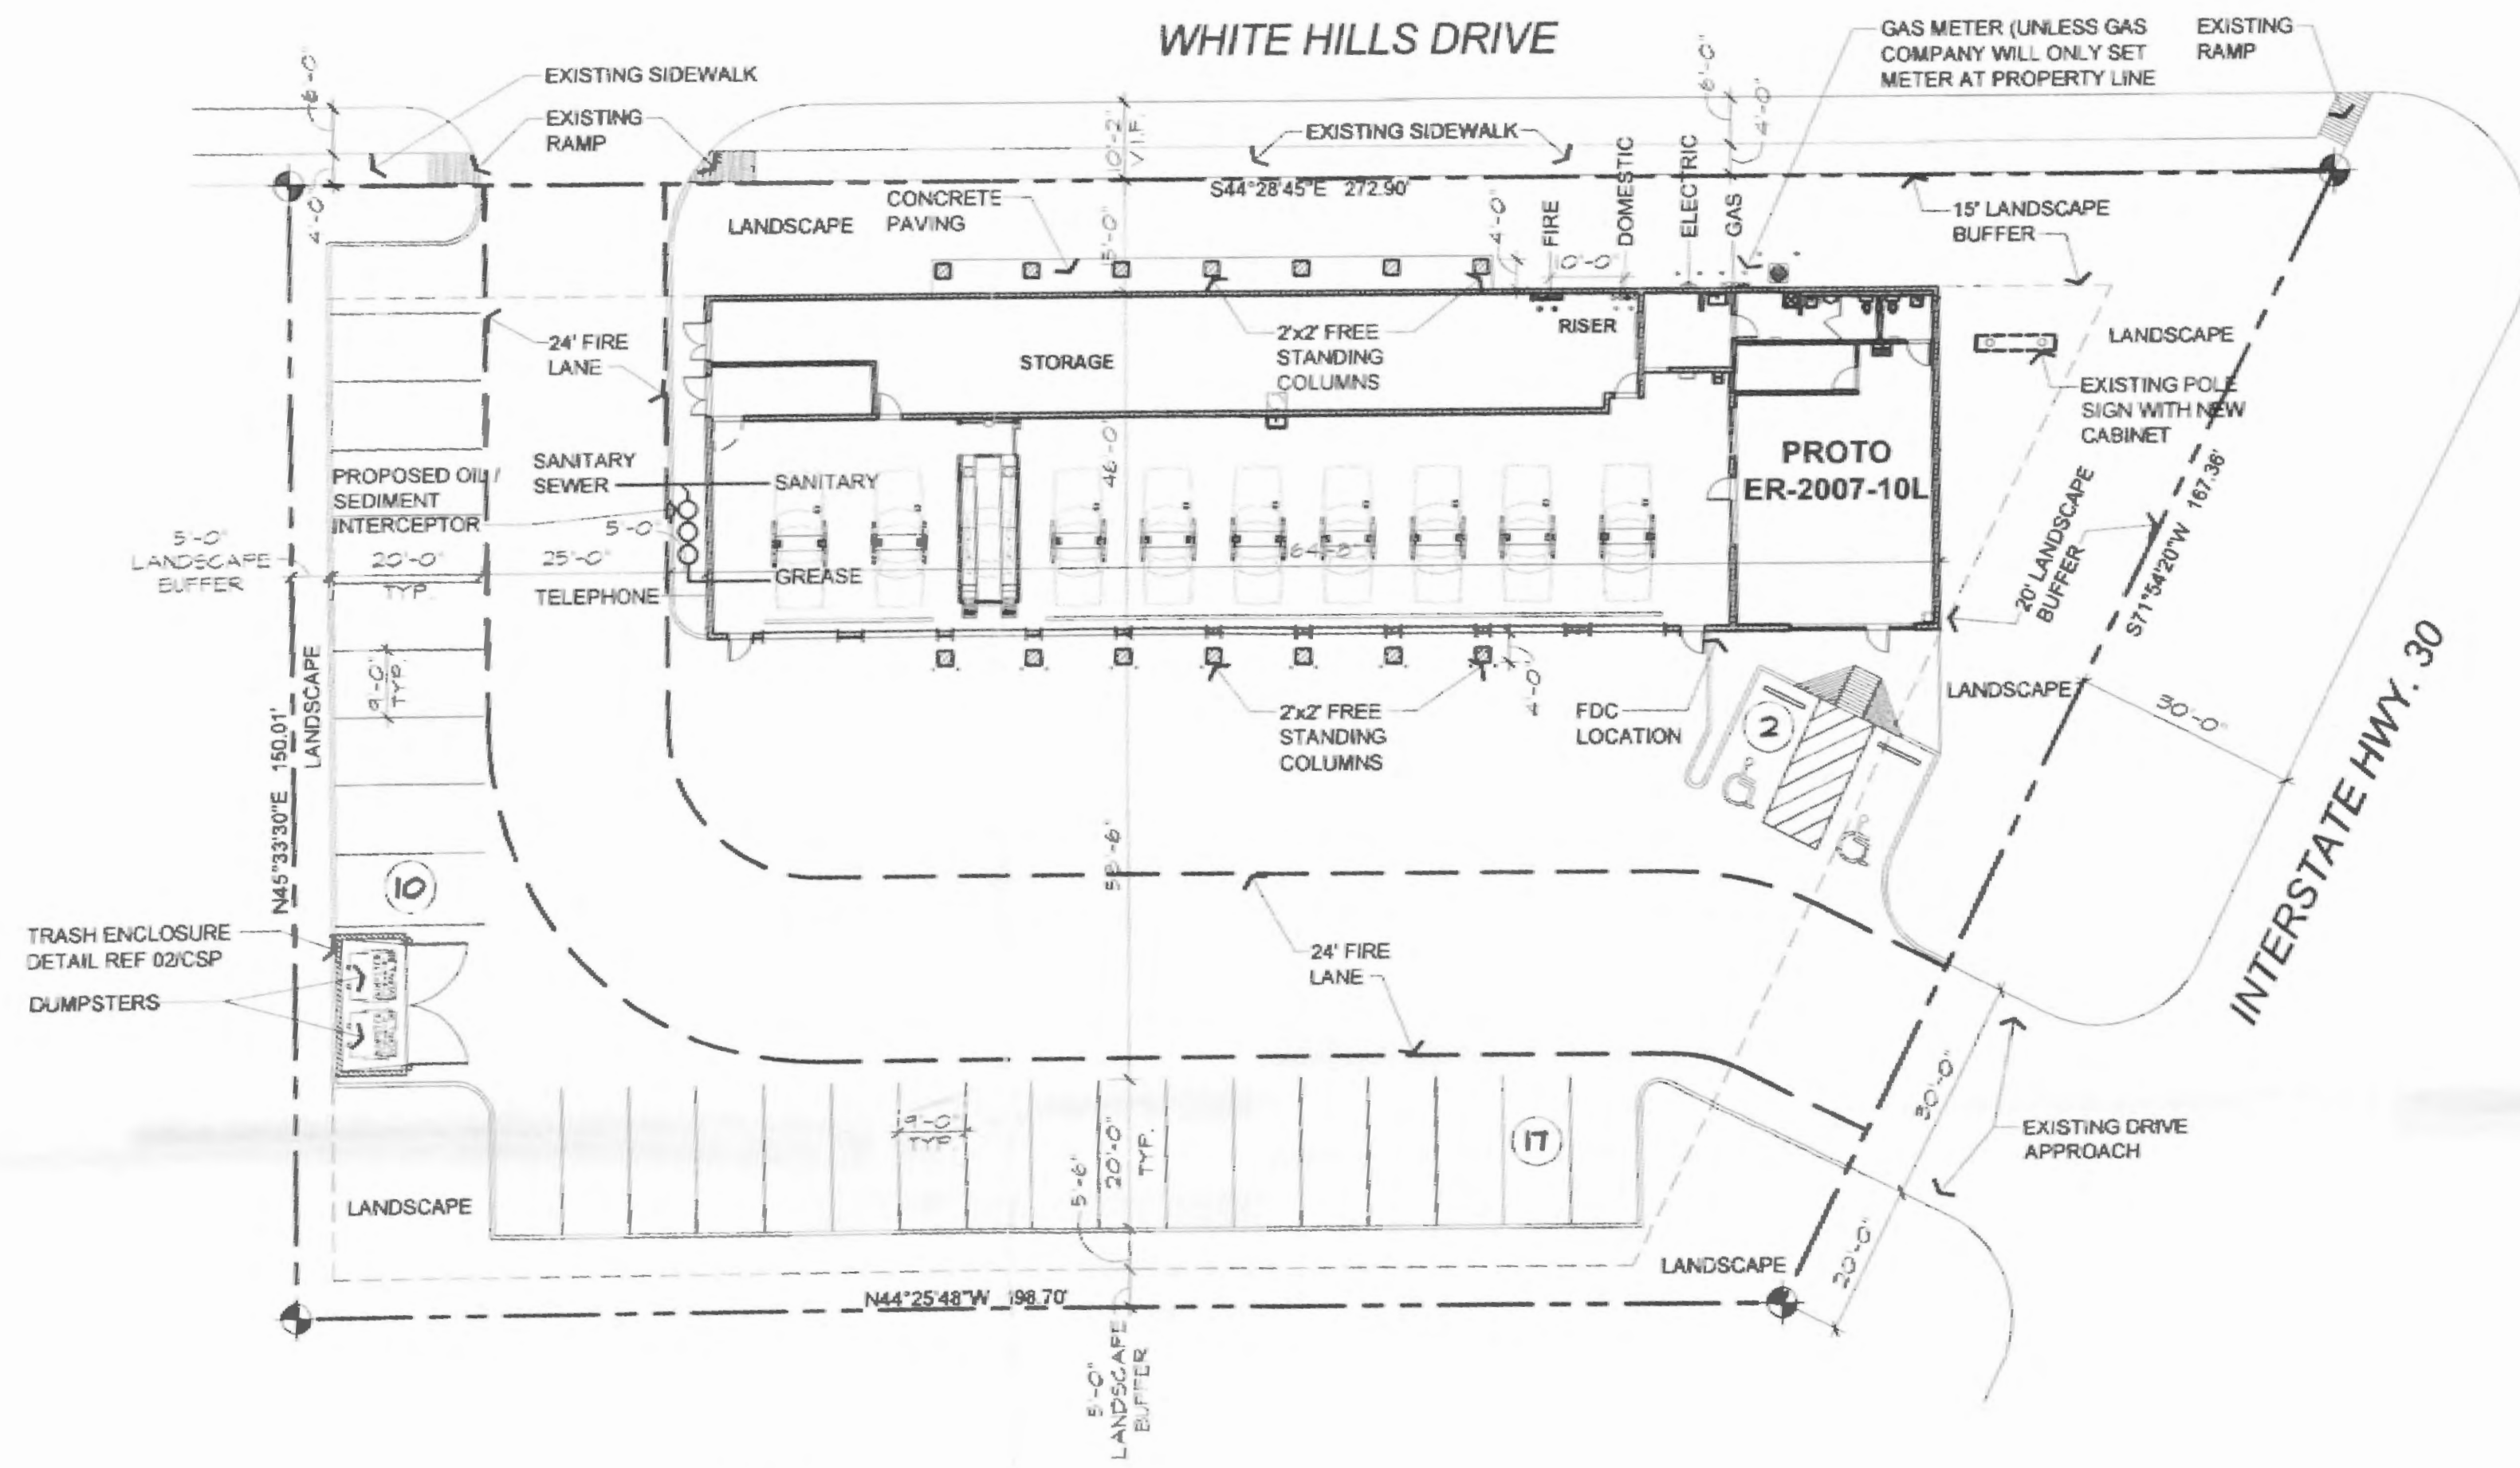 WHITE HILLS DRIVE
GAS METER (UNLESS GAS
COMPANY WILL ONLY SET
METER AT PROPERTY LINE
EXISTING
RAMP
6'-0"
EXISTING SIDEWALK
EXISTING
RAMP
10'-2"
V.I.F.
EXISTING SIDEWALK
6'-0"
4'-0"
4'-0"
LANDSCAPE
CONCRETE
PAVING
S44°28'45"E 272.90'
4'-0"
FIRE
DOMESTIC
ELECTRIC
GAS
15' LANDSCAPE
BUFFER
24' FIRE
LANE
STORAGE
2'x2' FREE
STANDING
COLUMNS
RISER
LANDSCAPE
EXISTING POLE
SIGN WITH NEW
CABINET
PROTO
ER-2007-10L
46'-0"
PROPOSED OIL /
SEDIMENT
INTERCEPTOR
SANITARY
SEWER
SANITARY
5'-0"
5'-0"
LANDSCAPE
BUFFER
20'-0"
TYP.
25'-0"
GREASE
TELEPHONE
20' LANDSCAPE
BUFFER
S71°54'20"W 167.36'
INTERSTATE HWY. 30
LANDSCAPE
9'-0"
TYP.
N45°33'30"E 150.01'
2'x2' FREE
STANDING
COLUMNS
4'-0"
FDC
LOCATION
2
LANDSCAPE
30'-0"
10
TRASH ENCLOSURE
DETAIL REF 02/CSP
DUMPSTERS
24' FIRE
LANE
30'-0"
EXISTING DRIVE
APPROACH
9'-0"
TYP
5'-6"
20'-0"
TYP.
17
LANDSCAPE
LANDSCAPE
20'-0"
N44°25'48"W 198.70'
5'-0"
LANDSCAPE
BUFFER